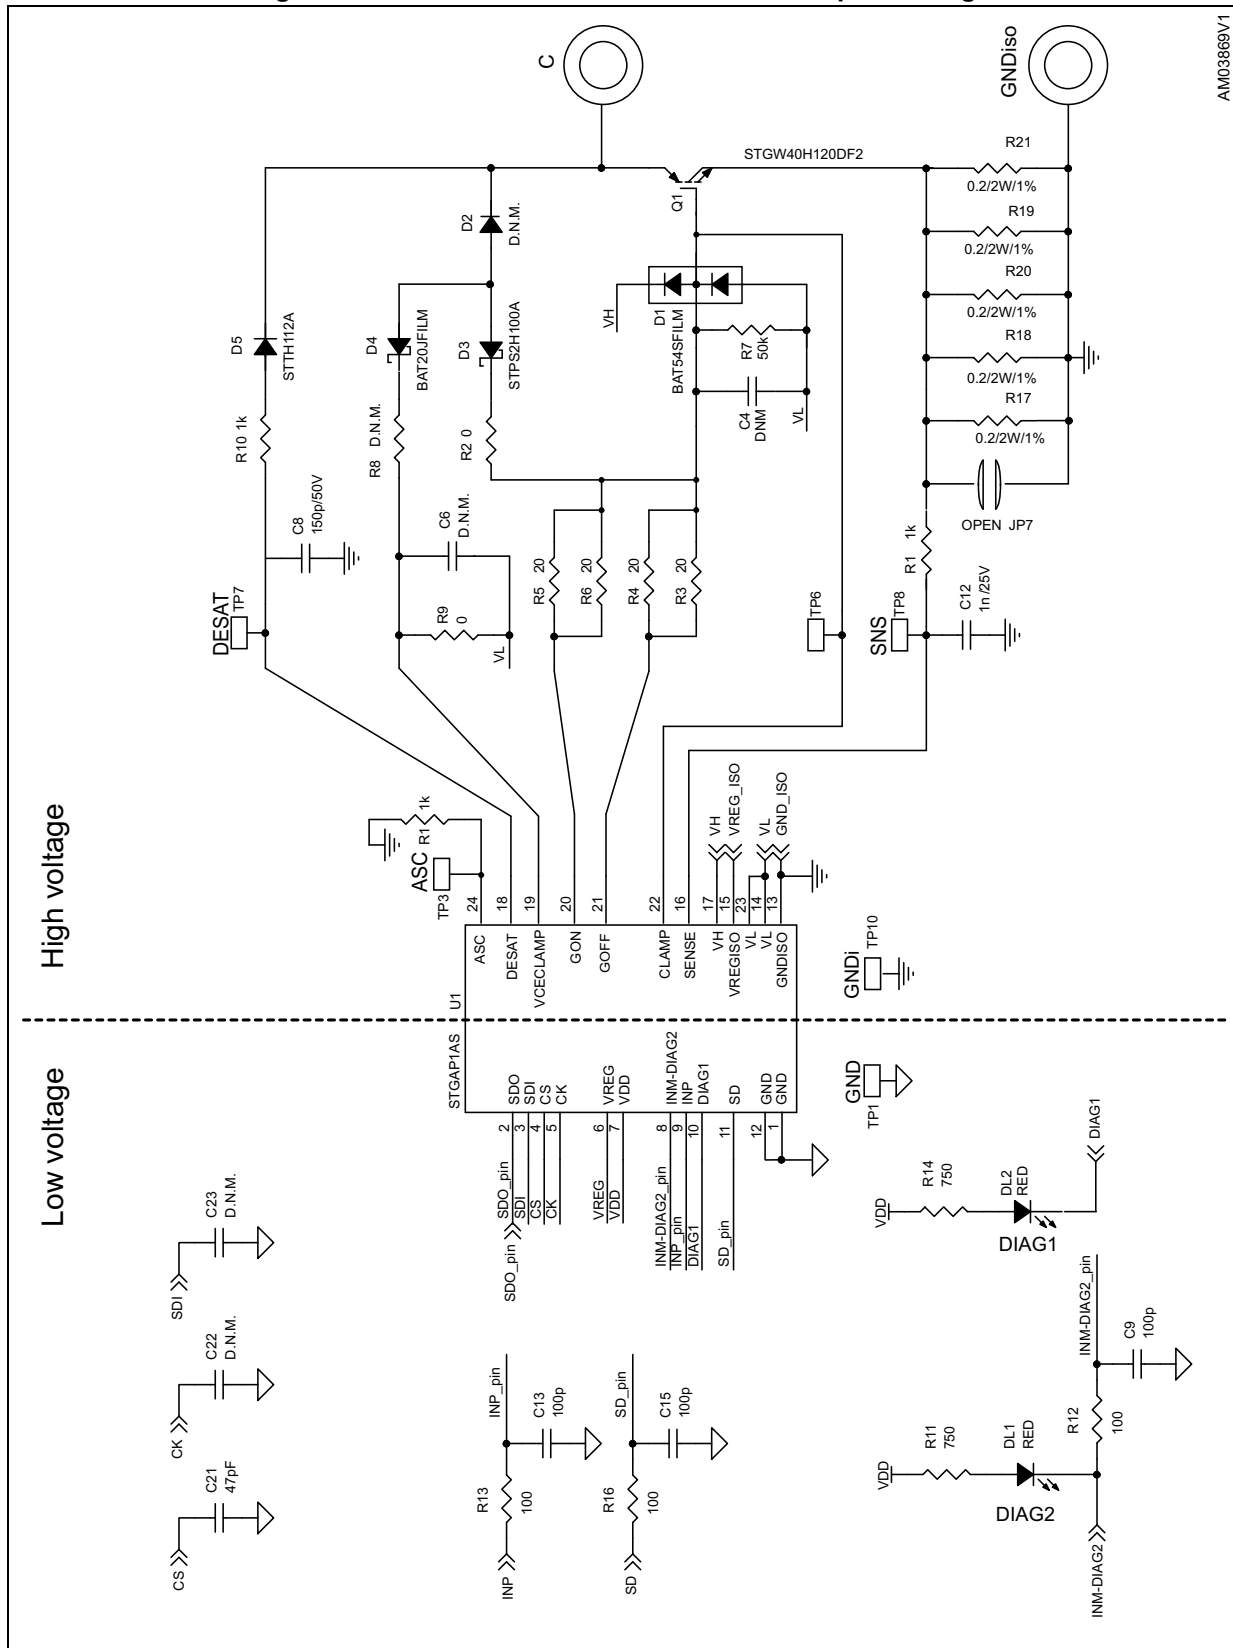 AM03869V1
C
GNDiso
STGW40H120DF2
Q1
R21
0.2/2W/1%
R19
0.2/2W/1%
R20
0.2/2W/1%
R18
0.2/2W/1%
R17
0.2/2W/1%
OPEN JP7
D2
D.N.M.
D5
STTH112A
D4
BAT20JFILM
D3
STPS2H100A
VH
D1
BAT54SFILM
R7
50k
C4
DNM
VL
R10 1k
R8 D.N.M.
R2 0
C8
150p/50V
C6
D.N.M.
R9
0
VL
R5 20
R6 20
R4 20
R3 20
R1 1k
C12
1n/25V
DESAT
TP7
TP6
SNS
TP8
High voltage
R1 1k
ASC
TP3
VH
VREG_ISO
VL
GND_ISO
24
18
19
20
21
22
16
17
15
23
14
13
ASC
DESAT
VCECLAMP
GON
GOFF
CLAMP
SENSE
VH
VREGISO
VL
VL
GNDISO
U1
STGAP1AS
GNDi
TP10
Low voltage
SDO
SDI
CS
CK
VREG
VDD
INM-DIAG2
INP
DIAG1
SD
GND
GND
2
3
4
5
6
7
8
9
10
11
12
1
SDO_pin
SDI
CS
CK
VREG
VDD
INM-DIAG2_pin
INP_pin
DIAG1
SD_pin
SDO_pin
GND
TP1
SDI
C23
D.N.M.
CK
C22
D.N.M.
CS
C21
47pF
INP
R13
100
INP_pin
C13
100p
SD
R16
100
SD_pin
C15
100p
VDD
R14
750
DL2
RED
DIAG1
DIAG1
VDD
R11
750
DL1
RED
DIAG2
INM-DIAG2
R12
100
INM-DIAG2_pin
C9
100p